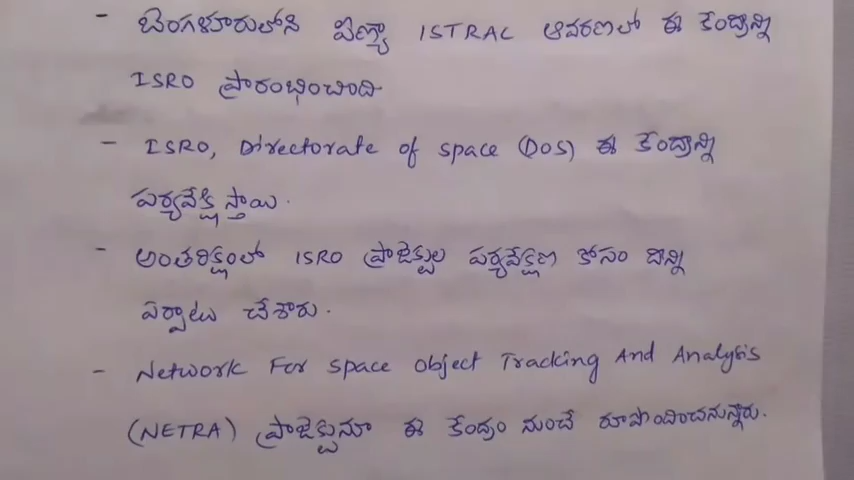 - బెంగళూరులోని పీణ్యా ISTRAC ఆవరణలో ఈ కేంద్రాన్ని
ISRO ప్రారంభించింది
- ISRO, Directorate of space (DOS) ఈ కేంద్రాన్ని
పర్యవేక్షిస్తాయి.
- అంతరిక్షంలో ISRO ప్రాజెక్టుల పర్యవేక్షణ కోసం దీన్ని
ఏర్పాటు చేశారు.
- Network For Space Object Tracking And Analysis
(NETRA) ప్రాజెక్టునూ ఈ కేంద్రం నుంచే రూపొందించనున్నారు.